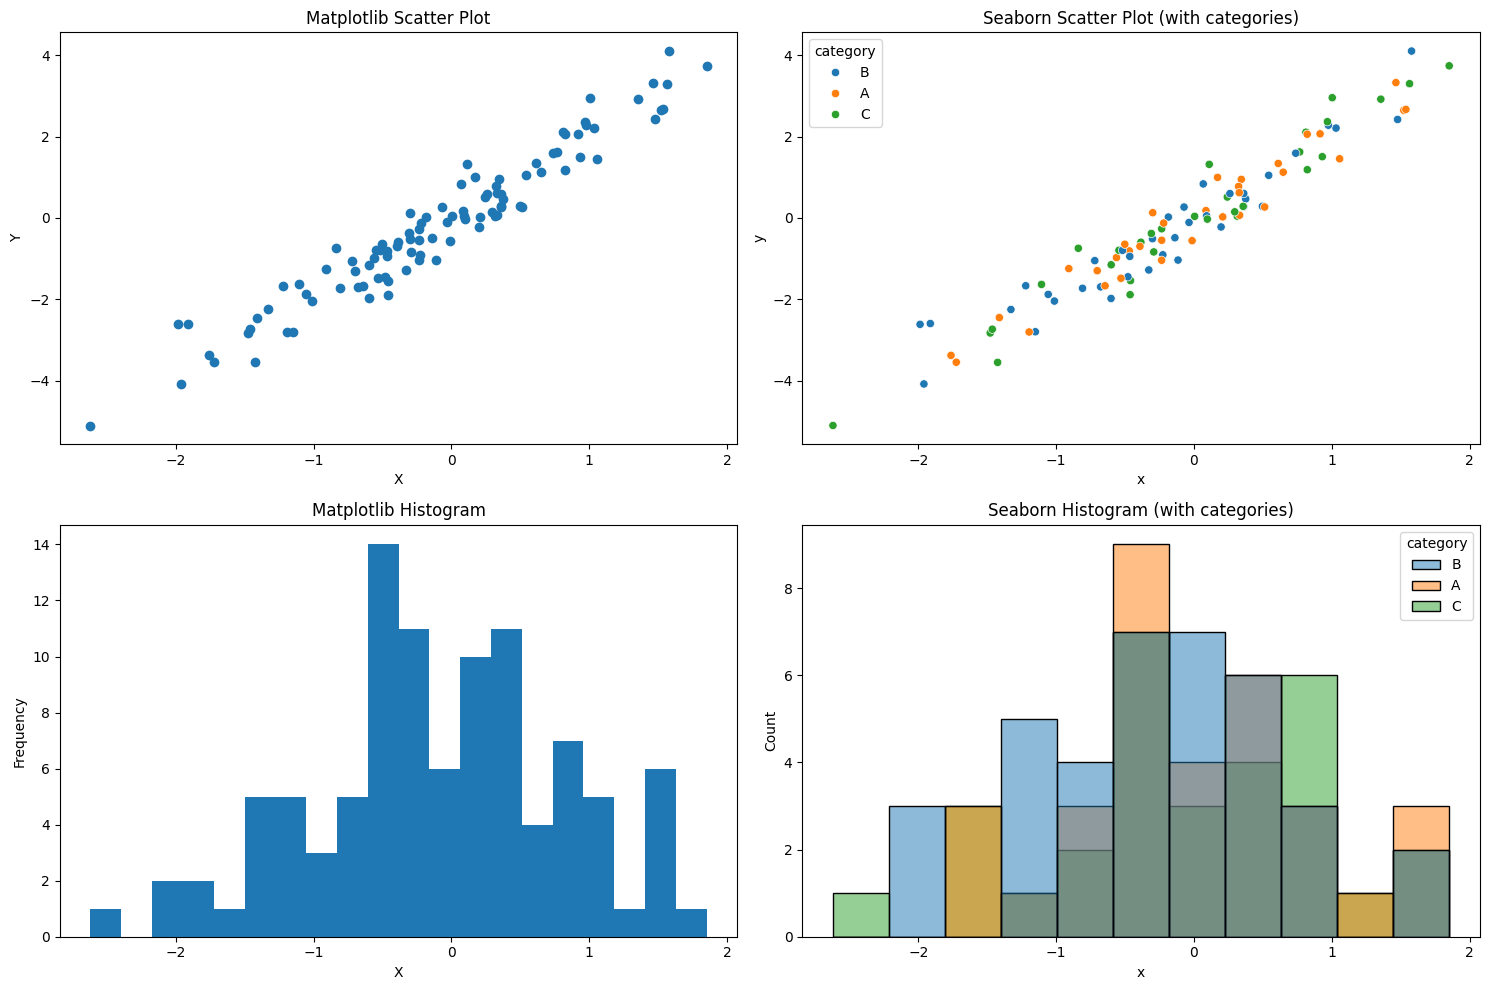 Matplotlib Scatter Plot
4
2
0
−2
−4
Y
−2 −1 0 1 2
X
Seaborn Scatter Plot (with categories)
category
B
A
C
4
2
0
−2
−4
y
−2 −1 0 1 2
x
Matplotlib Histogram
14
12
10
8
6
4
2
0
Frequency
−2 −1 0 1 2
X
Seaborn Histogram (with categories)
category
B
A
C
8
6
4
2
0
Count
−2 −1 0 1 2
x